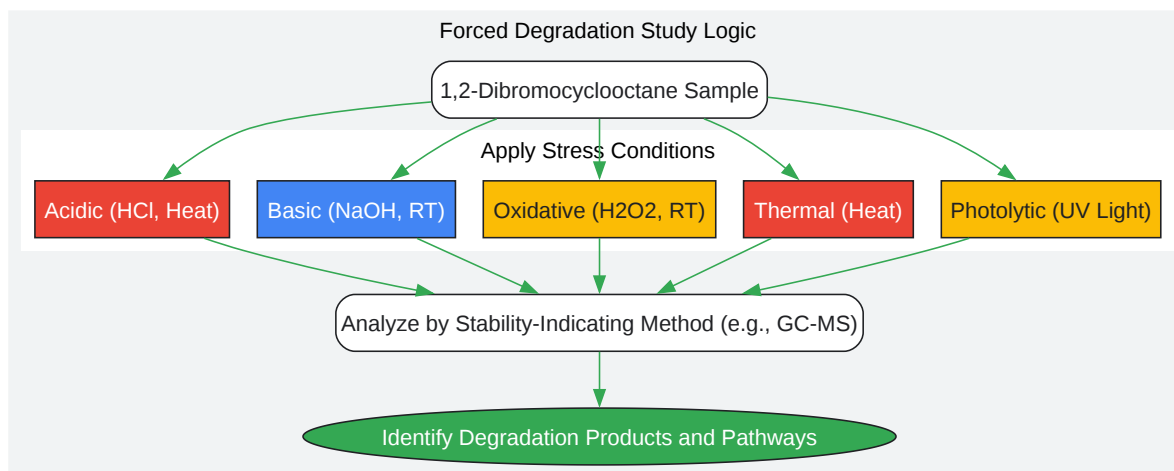 Forced Degradation Study Logic
1,2-Dibromocyclooctane Sample
Apply Stress Conditions
Acidic (HCl, Heat)
Basic (NaOH, RT)
Oxidative (H2O2, RT)
Thermal (Heat)
Photolytic (UV Light)
Analyze by Stability-Indicating Method (e.g., GC-MS)
Identify Degradation Products and Pathways